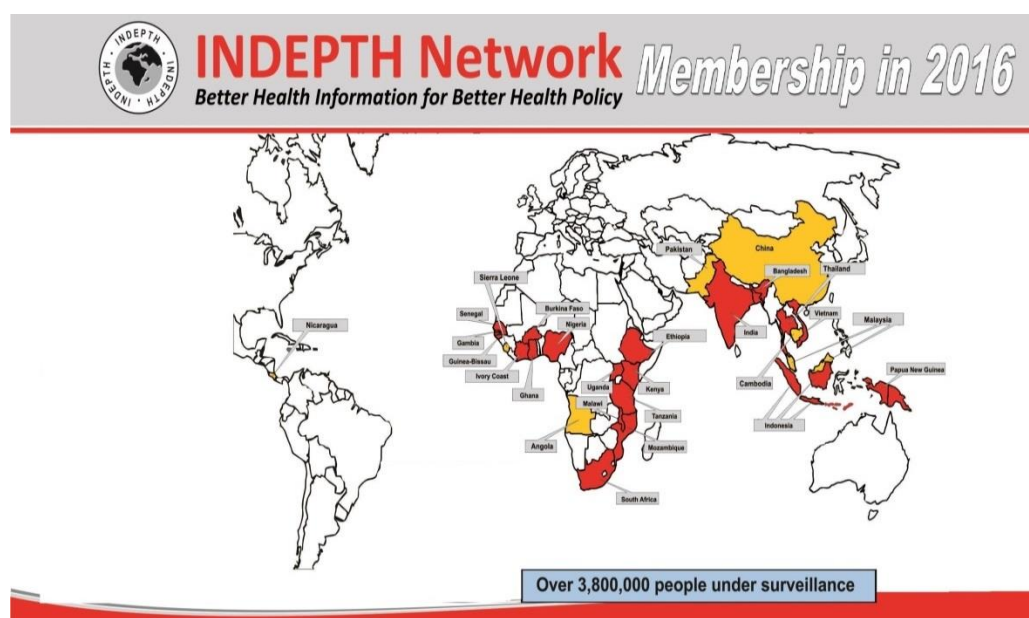 INDEPTH INDEPTH INDEPTH
INDEPTH Network
Better Health Information for Better Health Policy
Membership in 2016
Pakistan
China
Bangladesh
Thailand
Sierra Leone
Senegal
Burkina Faso
Nigeria
Nicaragua
Gambia
Guinea-Bissau
Ivory Coast
Ghana
Ethiopia
India
Vietnam
Malaysia
Uganda
Kenya
Cambodia
Papua New Guinea
Malawi
Tanzania
Indonesia
Angola
Mozambique
South Africa
Over 3,800,000 people under surveillance